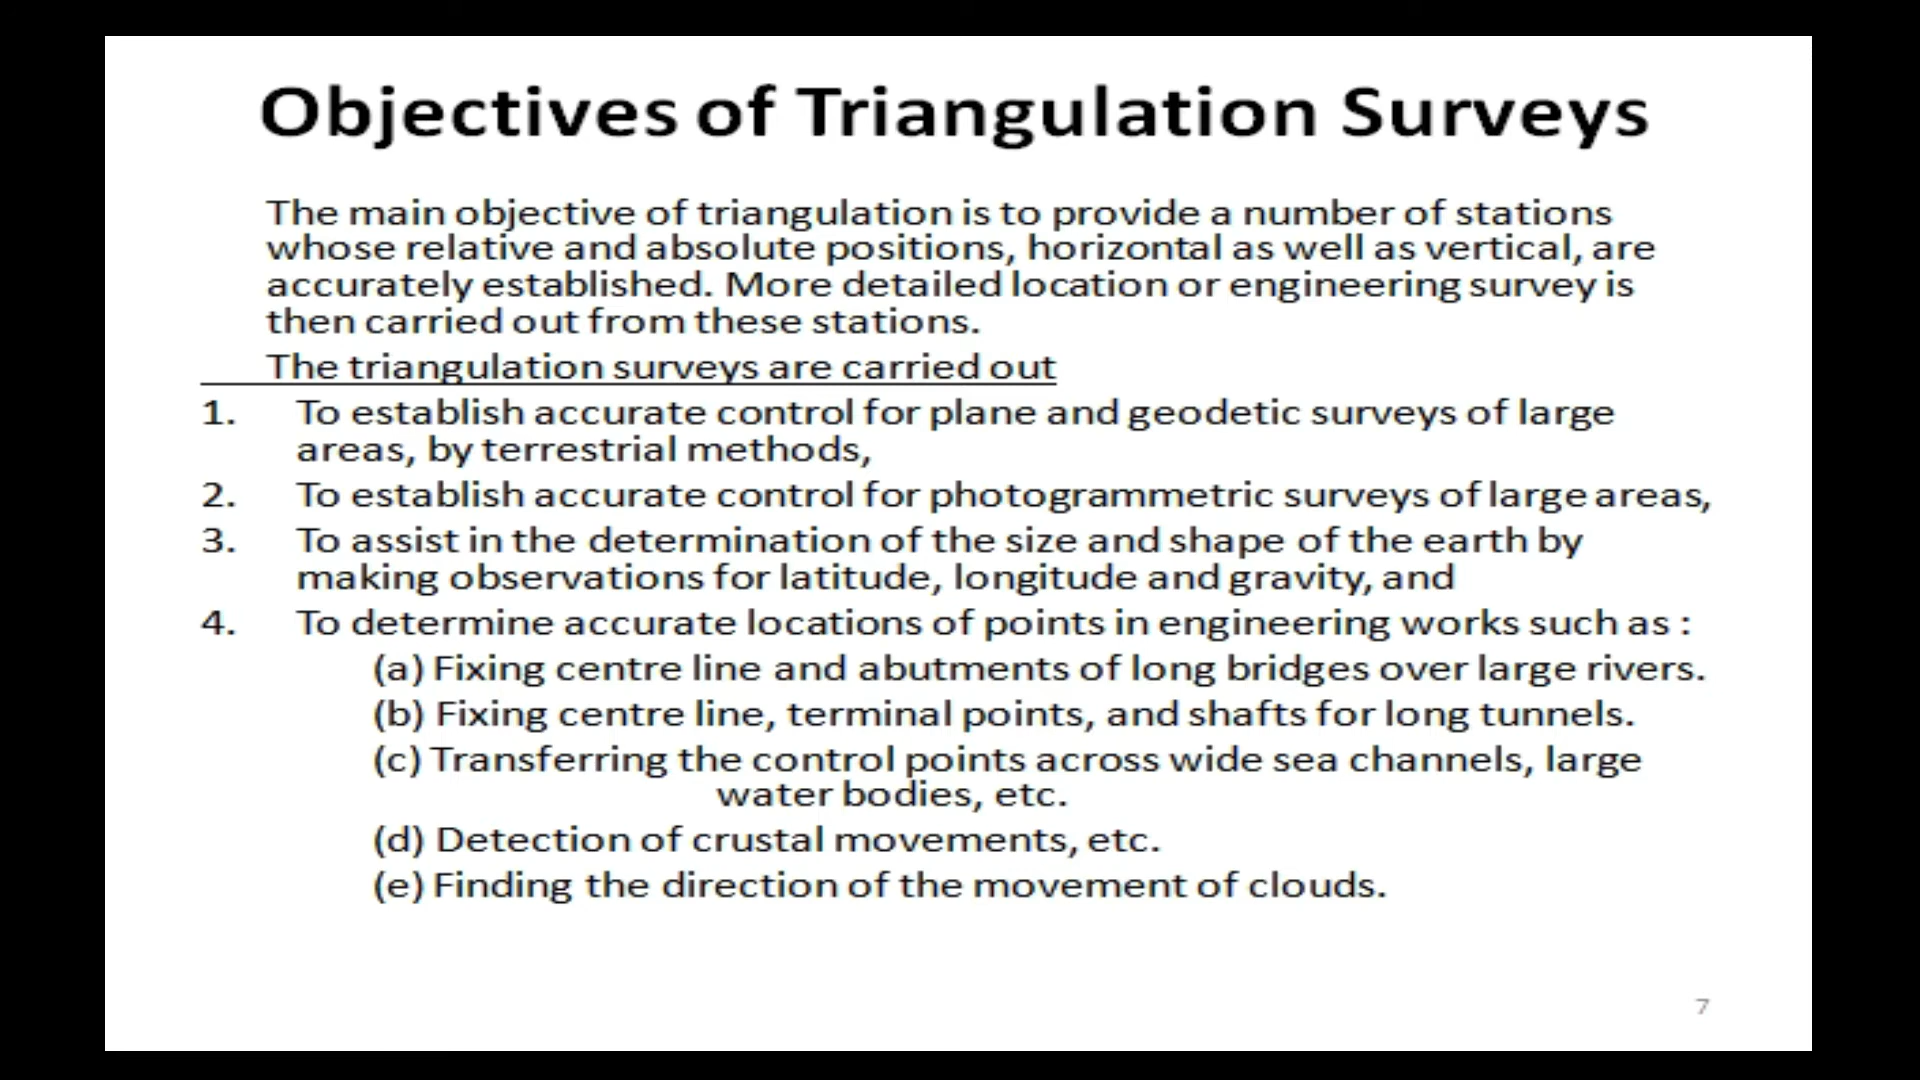 Objectives of Triangulation Surveys
The main objective of triangulation is to provide a number of stations
whose relative and absolute positions, horizontal as well as vertical, are
accurately established. More detailed location or engineering survey is
then carried out from these stations.
The triangulation surveys are carried out
1. To establish accurate control for plane and geodetic surveys of large
areas, by terrestrial methods,
2. To establish accurate control for photogrammetric surveys of large areas,
3. To assist in the determination of the size and shape of the earth by
making observations for latitude, longitude and gravity, and
4. To determine accurate locations of points in engineering works such as :
(a) Fixing centre line and abutments of long bridges over large rivers.
(b) Fixing centre line, terminal points, and shafts for long tunnels.
(c) Transferring the control points across wide sea channels, large
water bodies, etc.
(d) Detection of crustal movements, etc.
(e) Finding the direction of the movement of clouds.
7